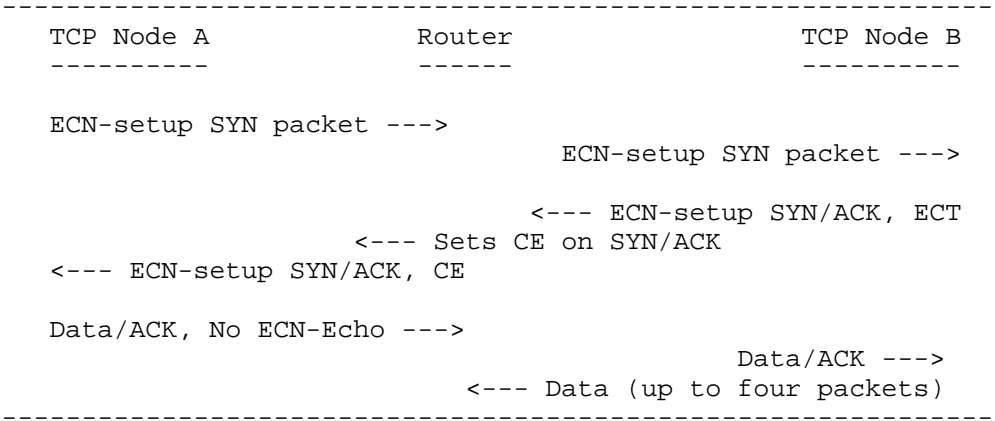 ---------------------------------------------------------------
TCP Node A             Router                  TCP Node B
----------             ------                  ----------
ECN-setup SYN packet --->
ECN-setup SYN packet --->
<--- ECN-setup SYN/ACK, ECT
<--- Sets CE on SYN/ACK
<--- ECN-setup SYN/ACK, CE
Data/ACK, No ECN-Echo --->
Data/ACK --->
<--- Data (up to four packets)
---------------------------------------------------------------